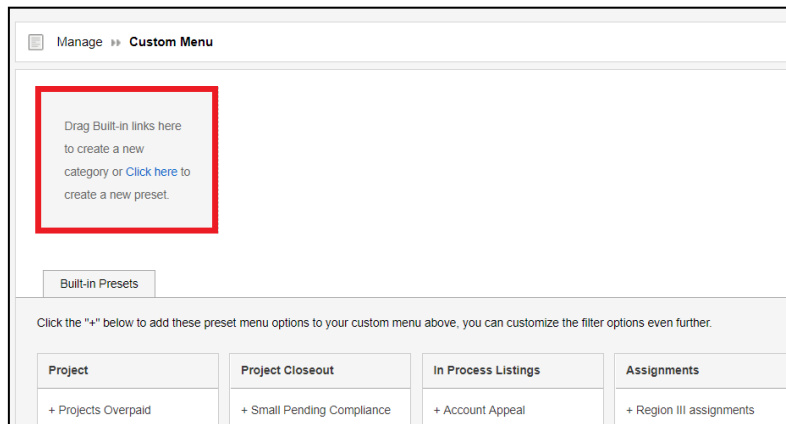 Manage Custom Menu
Drag Built-in links here
to create a new
category or Click here to
create a new preset.
Built-in Presets
Click the "+" below to add these preset menu options to your custom menu above, you can customize the filter options even further.
Project Project Closeout In Process Listings Assignments
+ Projects Overpaid + Small Pending Compliance + Account Appeal + Region III assignments